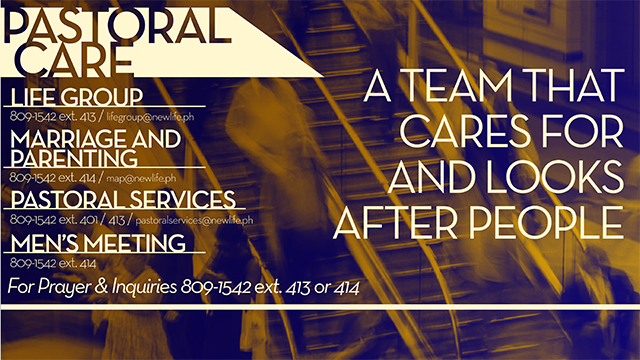 PASTORAL
CARE
LIFE GROUP
809-1542 ext. 413 / lifegroup@newlife.ph
MARRIAGE AND
PARENTING
809-1542 ext. 414 / map@newlife.ph
PASTORAL SERVICES
809-1542 ext. 401 / 413 / pastoralservices@newlife.ph
MEN'S MEETING
809-1542 ext. 414
For Prayer & Inquiries 809-1542 ext. 413 or 414
A TEAM THAT
CARES FOR
AND LOOKS
AFTER PEOPLE